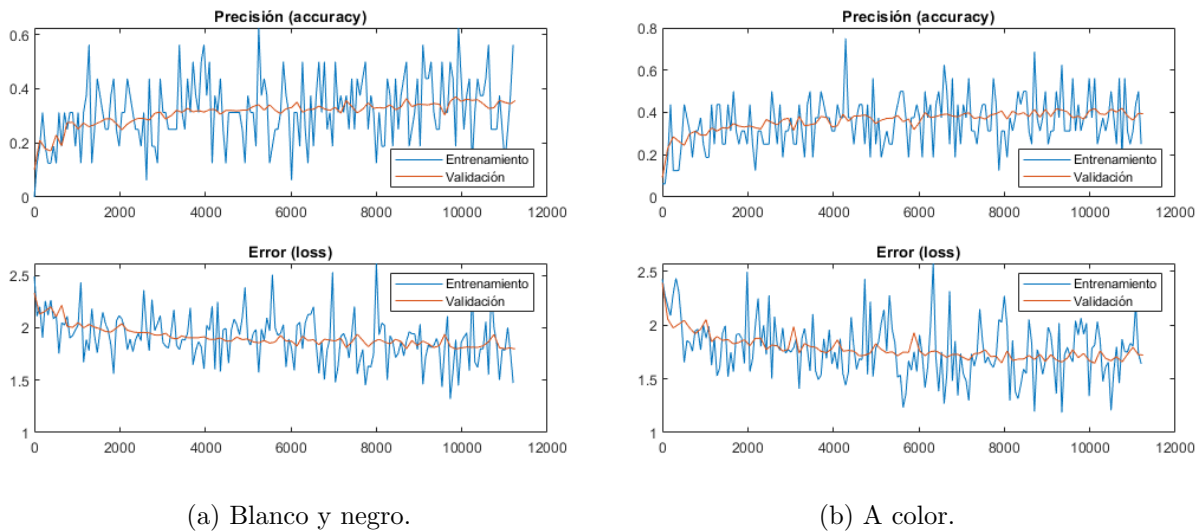 Precisión (accuracy)
0.6
0.4
0.2
0
0 2000 4000 6000 8000 10000 12000
Entrenamiento
Validación
Error (loss)
2.5
2
1.5
1
0 2000 4000 6000 8000 10000 12000
Entrenamiento
Validación
(a) Blanco y negro.
Precisión (accuracy)
0.8
0.6
0.4
0.2
0
0 2000 4000 6000 8000 10000 12000
Entrenamiento
Validación
Error (loss)
2.5
2
1.5
1
0 2000 4000 6000 8000 10000 12000
Entrenamiento
Validación
(b) A color.